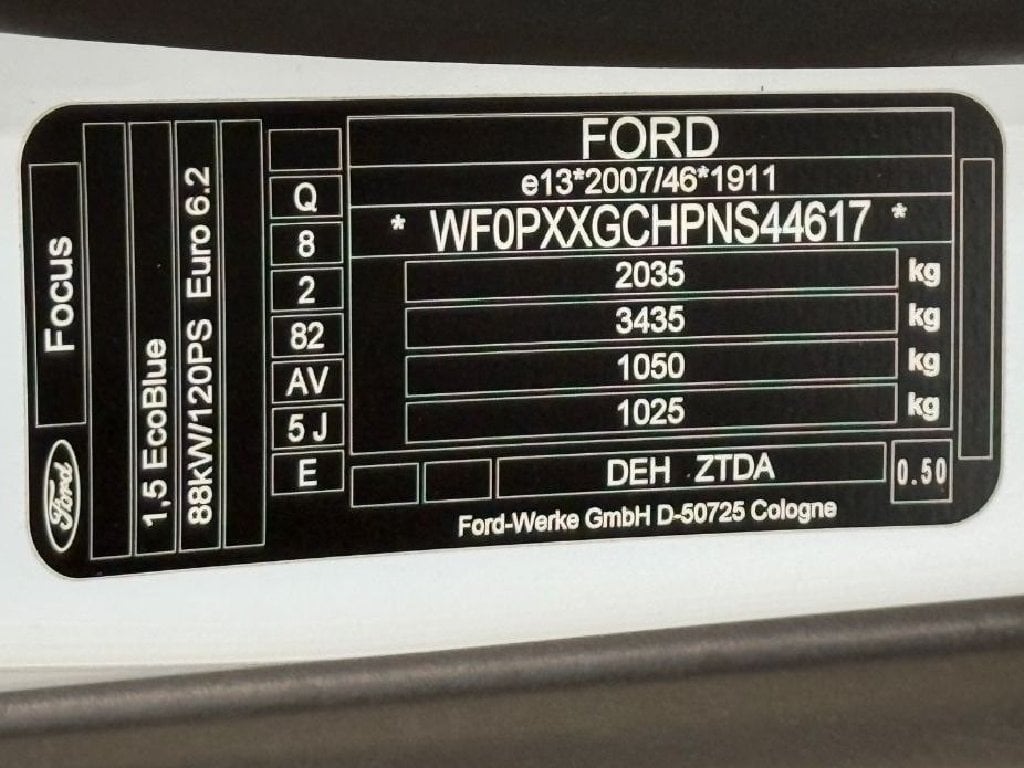 FORD
e13*2007/46*1911
* WF0PXXGCHPNS44617 *
2035 kg
3435 kg
1050 kg
1025 kg
DEH ZTDA 0.50
Ford-Werke GmbH D-50725 Cologne
Q
8
2
82
AV
5 J
E
Focus
Ford
1,5 EcoBlue
88kW/120PS Euro 6.2